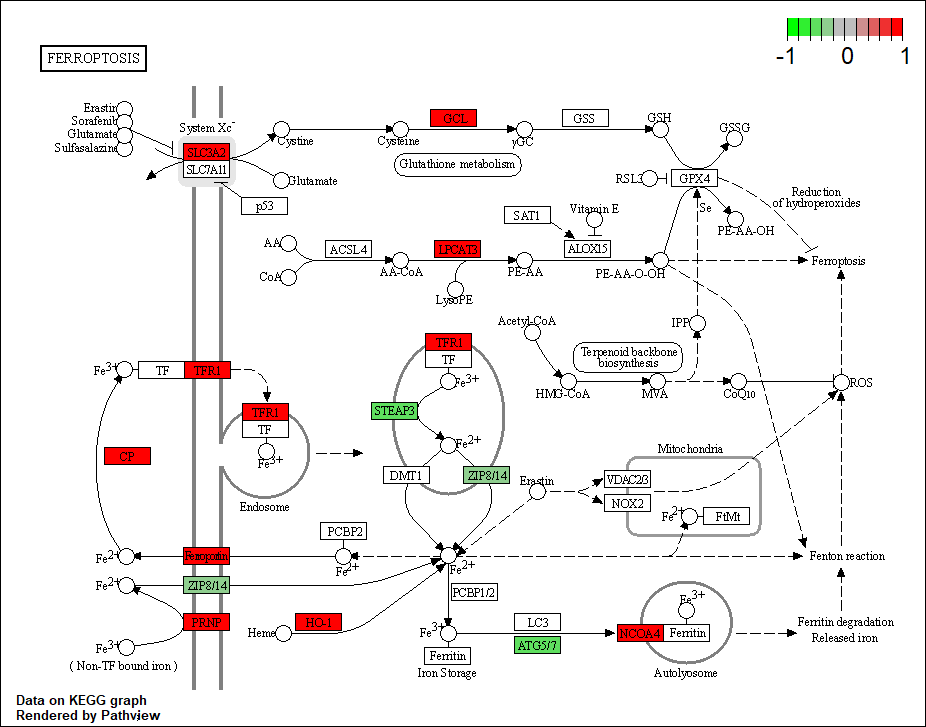 -1 0 1
FERROPTOSIS
Erastin
Sorafenib
Glutamate
Sulfasalazine
System Xc-
SLC3A2
SLC7A11
p53
Cystine
Glutamate
Cysteine
GCL
γGC
GSS
GSH
GSSG
Glutathione metabolism
RSL3
GPX4
Se
Reduction
of hydroperoxides
PE-AA-OH
SAT1
Vitamin E
ALOX15
AA
CoA
ACSL4
AA-CoA
LPCAT3
LysoPE
PE-AA
PE-AA-O-OH
Ferroptosis
Acetyl-CoA
IPP
Terpenoid backbone
biosynthesis
HMG-CoA
MVA
CoQ10
ROS
Fe3+
TF
TFR1
TFR1
TF
Fe3+
Endosome
TFR1
TF
Fe3+
STEAP3
Fe2+
DMT1
ZIP8/14
CP
Erastin
Mitochondria
VDAC2/3
NOX2
Fe2+
FtMt
Fe2+
Ferroportin
PCBP2
Fe2+
Fe2+
Fenton reaction
Fe2+
ZIP8/14
PCBP1/2
PRNP
HO-1
Heme
Fe3+
(Non-TF bound iron)
Fe3+
Ferritin
Iron Storage
LC3
ATG5/7
Fe3+
NCOA4
Ferritin
Autolyosome
Ferritin degradation
Released iron
Data on KEGG graph
Rendered by Pathview